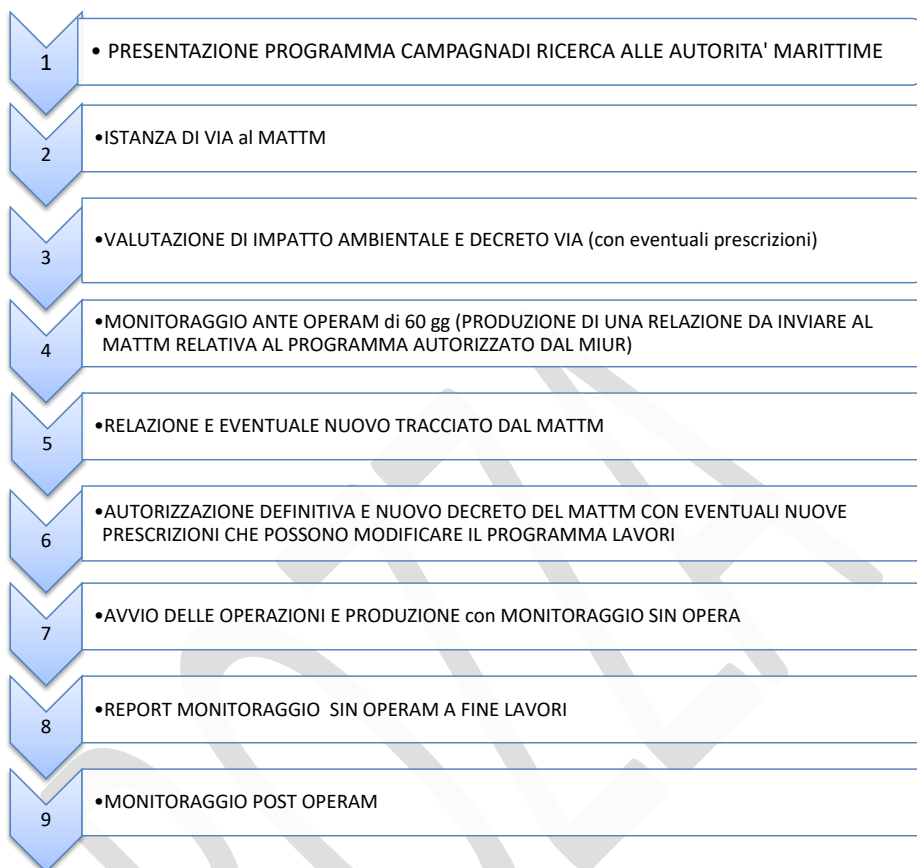 1
• PRESENTAZIONE PROGRAMMA CAMPAGNADI RICERCA ALLE AUTORITA' MARITTIME
2
•ISTANZA DI VIA al MATTM
3
•VALUTAZIONE DI IMPATTO AMBIENTALE E DECRETO VIA (con eventuali prescrizioni)
4
•MONITORAGGIO ANTE OPERAM di 60 gg (PRODUZIONE DI UNA RELAZIONE DA INVIARE AL
MATTM RELATIVA AL PROGRAMMA AUTORIZZATO DAL MIUR)
5
•RELAZIONE E EVENTUALE NUOVO TRACCIATO DAL MATTM
6
•AUTORIZZAZIONE DEFINITIVA E NUOVO DECRETO DEL MATTM CON EVENTUALI NUOVE
PRESCRIZIONI CHE POSSONO MODIFICARE IL PROGRAMMA LAVORI
7
•AVVIO DELLE OPERAZIONI E PRODUZIONE con MONITORAGGIO SIN OPERA
8
•REPORT MONITORAGGIO  SIN OPERAM A FINE LAVORI
9
•MONITORAGGIO POST OPERAM